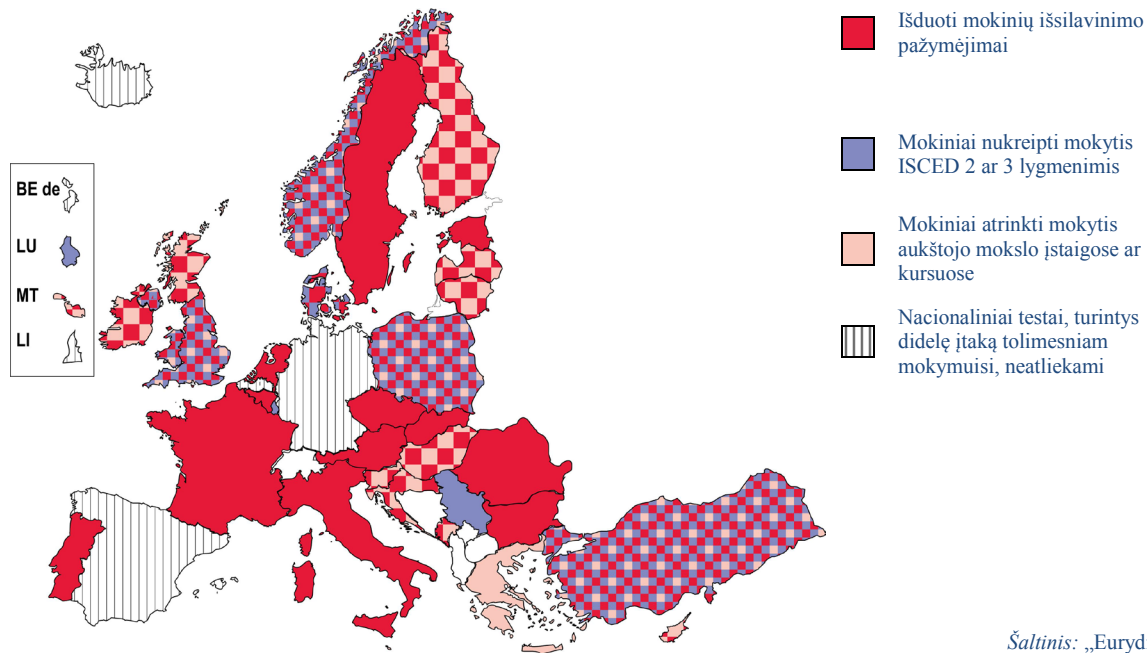 Išduoti mokinių išsilavinimo
pažymėjimai
Mokiniai nukreipti mokytis
ISCED 2 ar 3 lygmenimis
Mokiniai atrinkti mokytis
aukštojo mokslo įstaigose ar
kursuose
Nacionaliniai testai, turintys
didelę įtaką tolimesniam
mokymuisi, neatliekami
BE de
LU
MT
LI
Šaltinis: „Euryd